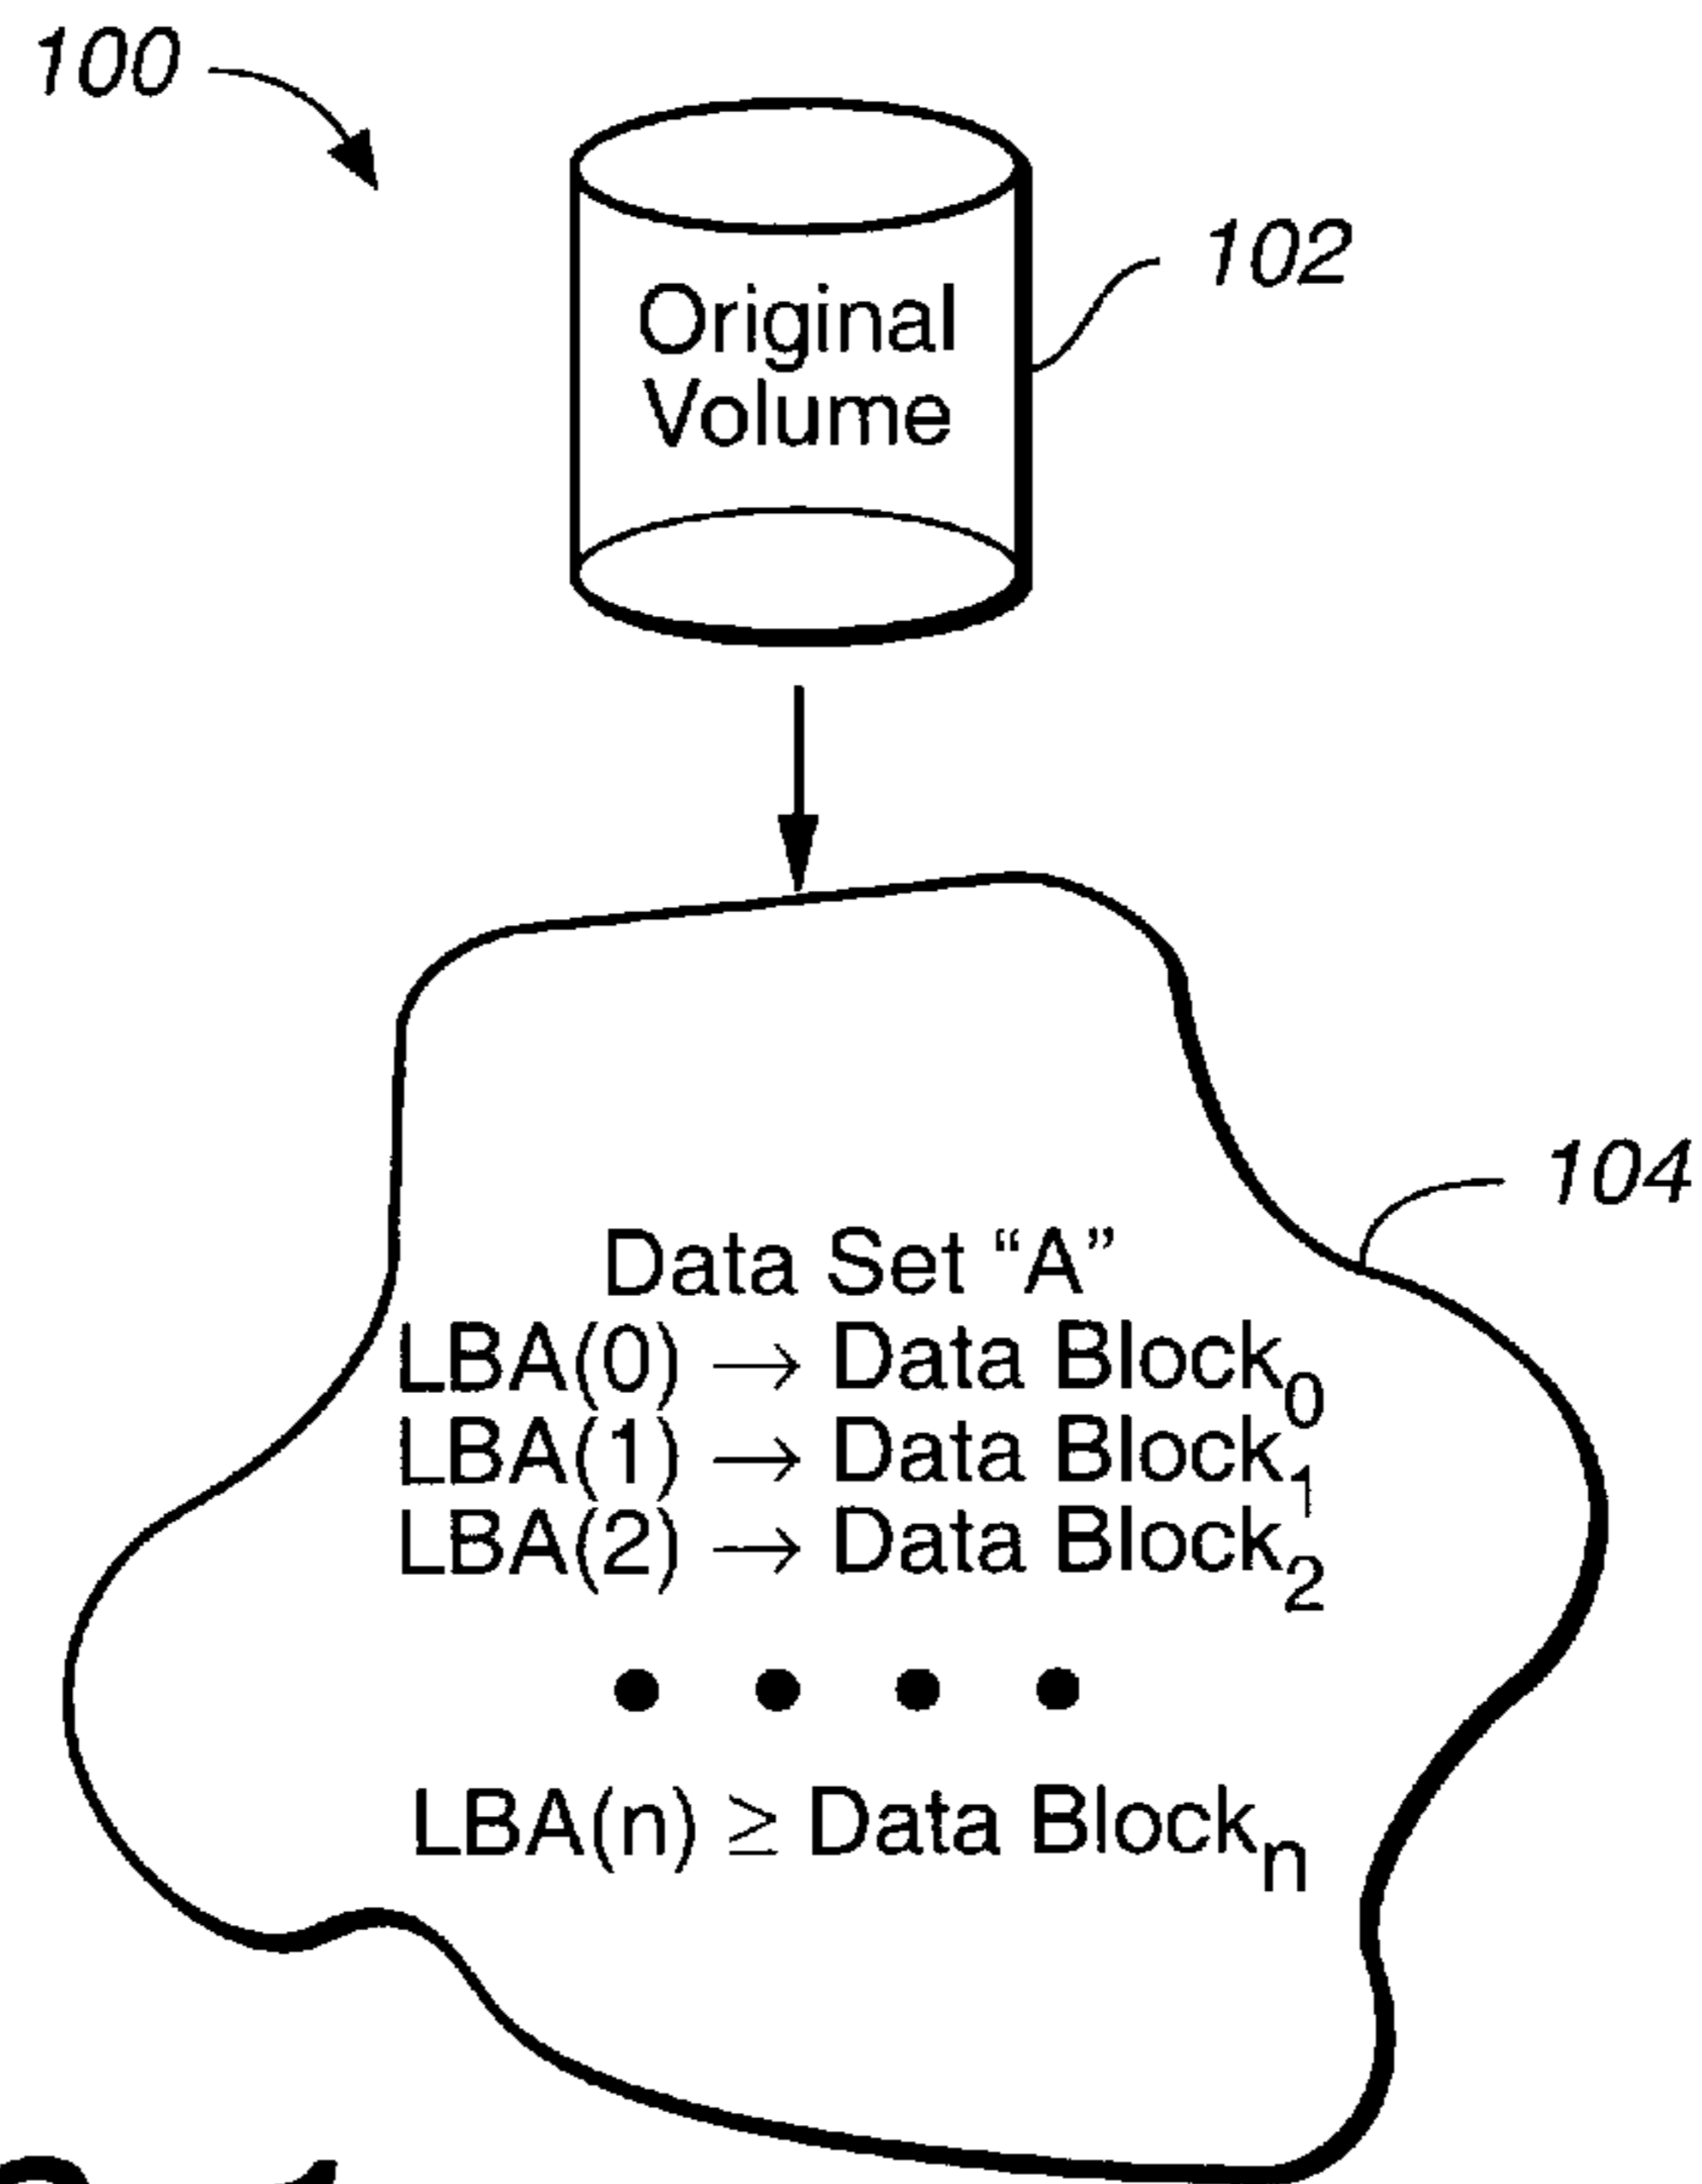 100
102
Original
Volume
104
Data Set “A”
LBA(0) → Data Block₀
LBA(1) → Data Block₁
LBA(2) → Data Block₂
• • • •
LBA(n) ≥ Data Blockₙ